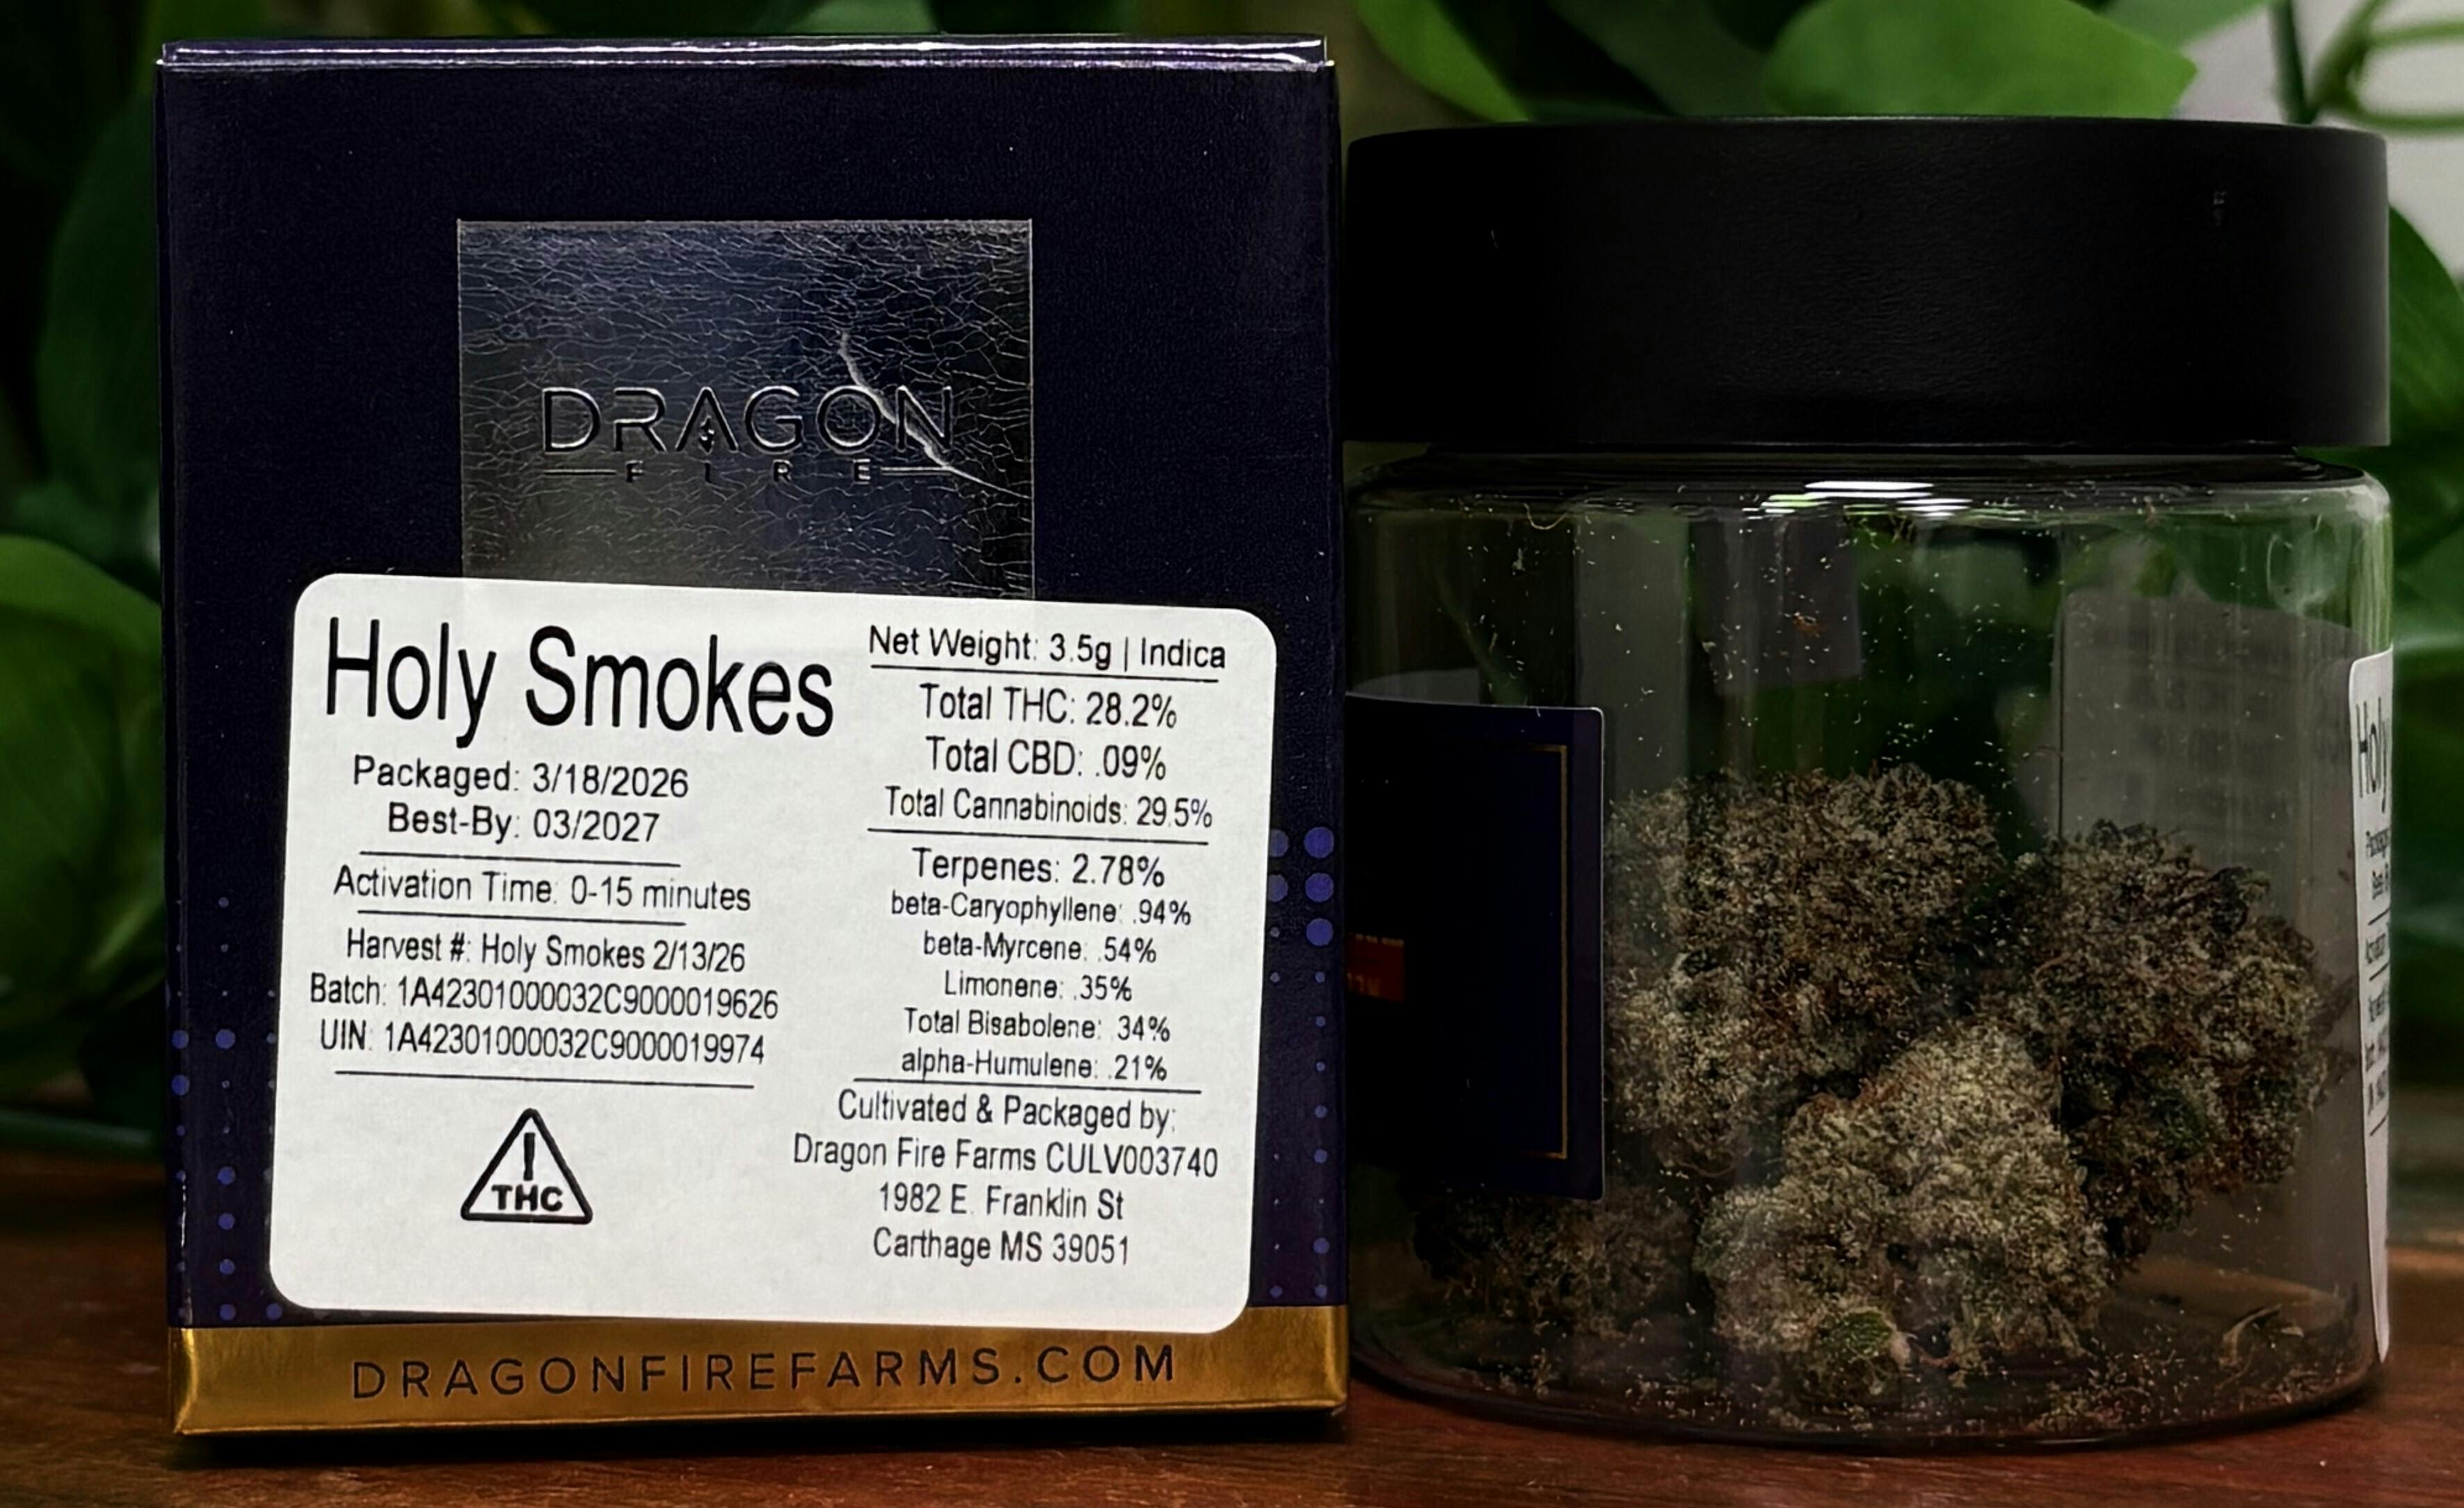 DRAGON
FIRE
Holy Smokes
Packaged: 3/18/2026
Best-By: 03/2027
Activation Time: 0-15 minutes
Harvest #: Holy Smokes 2/13/26
Batch: 1A42301000032C9000019626
UIN: 1A42301000032C9000019974
!
THC
Net Weight: 3.5g | Indica
Total THC: 28.2%
Total CBD: .09%
Total Cannabinoids: 29.5%
Terpenes: 2.78%
beta-Caryophyllene: .94%
beta-Myrcene: .54%
Limonene: .35%
Total Bisabolene: .34%
alpha-Humulene: .21%
Cultivated & Packaged by:
Dragon Fire Farms CULV003740
1982 E. Franklin St
Carthage MS 39051
DRAGONFIREFARMS.COM
Holy